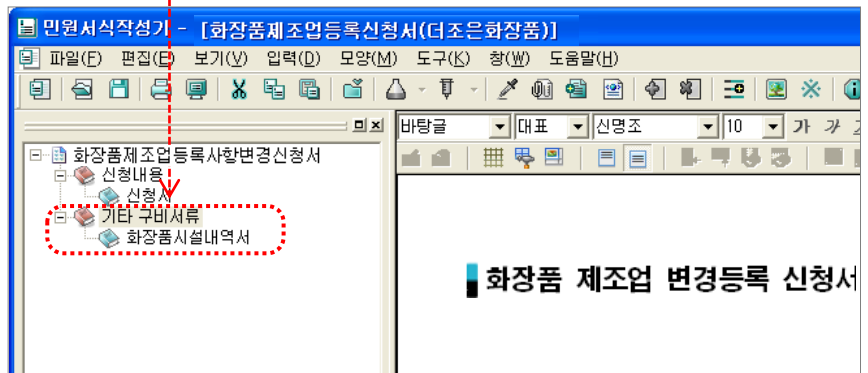 민원서식작성기 - [화장품제조업등록신청서(더조은화장품)]
파일(F) 편집(E) 보기(V) 입력(D) 모양(M) 도구(K) 창(W) 도움말(H)
바탕글 대표 신명조 10 가 가
화장품제조업등록사항변경신청서
신청내용
신청서
기타 구비서류
화장품시설내역서
화장품 제조업 변경등록 신청서